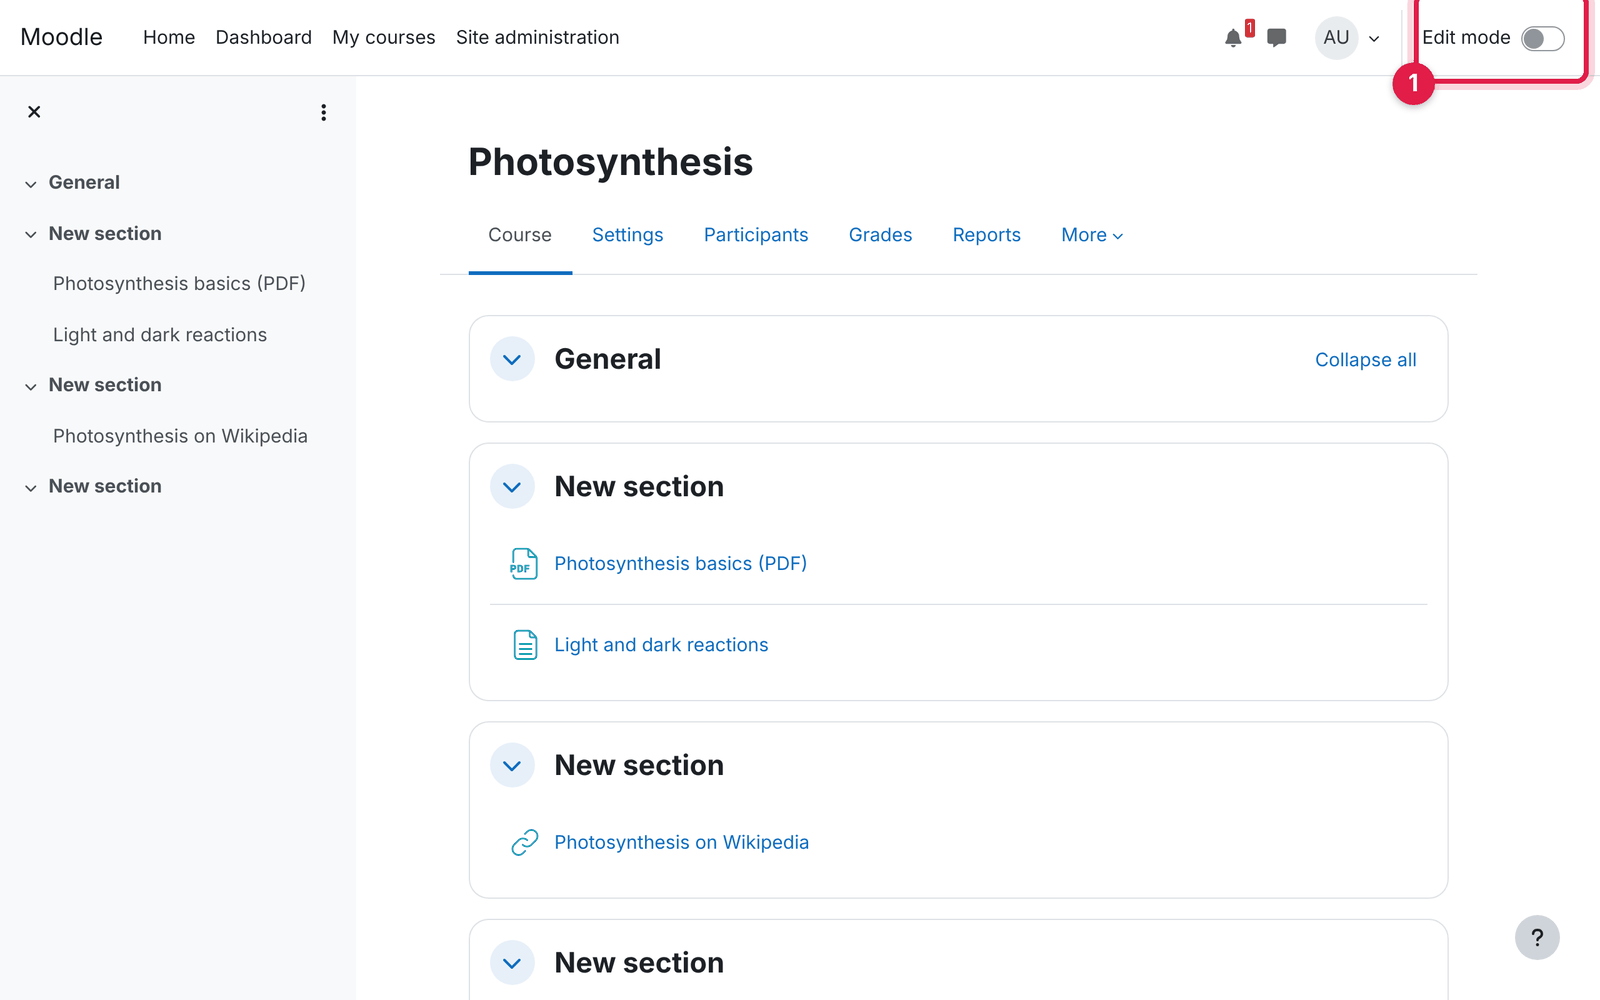 Moodle
Home Dashboard My courses Site administration
1
AU
Edit mode
1
General
New section
Photosynthesis basics (PDF)
Light and dark reactions
New section
Photosynthesis on Wikipedia
New section
Photosynthesis
Course Settings Participants Grades Reports More
General Collapse all
New section
PDF Photosynthesis basics (PDF)
Light and dark reactions
New section
Photosynthesis on Wikipedia
New section
?